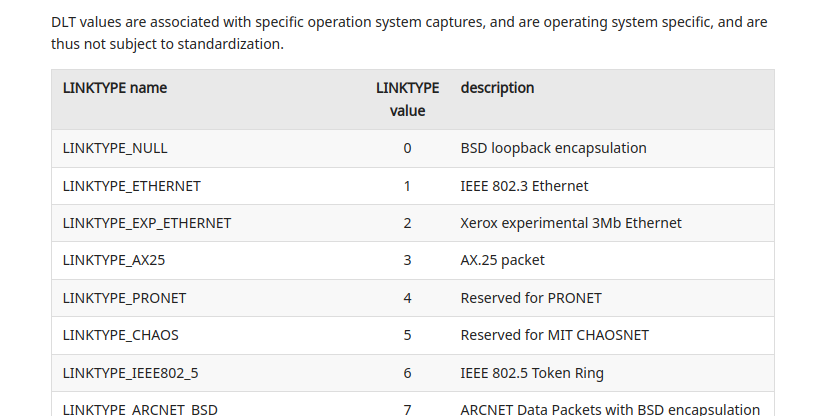 DLT values are associated with specific operation system captures, and are operating system specific, and are
thus not subject to standardization.
LINKTYPE name LINKTYPE value description
LINKTYPE_NULL 0 BSD loopback encapsulation
LINKTYPE_ETHERNET 1 IEEE 802.3 Ethernet
LINKTYPE_EXP_ETHERNET 2 Xerox experimental 3Mb Ethernet
LINKTYPE_AX25 3 AX.25 packet
LINKTYPE_PRONET 4 Reserved for PRONET
LINKTYPE_CHAOS 5 Reserved for MIT CHAOSNET
LINKTYPE_IEEE802_5 6 IEEE 802.5 Token Ring
LINKTYPE_ARCNET_BSD 7 ARCNET Data Packets with BSD encapsulation